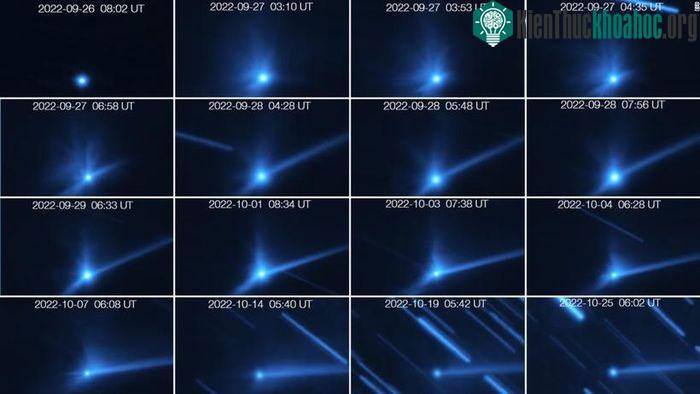 2022-09-26 08:02 UT
2022-09-27 03:10 UT
2022-09-27 03:53 UT
2022-09-27 04:35 UT
KienThuckhoahoc.org
2022-09-27 06:58 UT
2022-09-28 04:28 UT
2022-09-28 05:48 UT
2022-09-28 07:56 UT
2022-09-29 06:33 UT
2022-10-01 08:34 UT
2022-10-03 07:38 UT
2022-10-04 06:28 UT
2022-10-07 06:08 UT
2022-10-14 05:40 UT
2022-10-19 05:42 UT
2022-10-25 06:02 UT